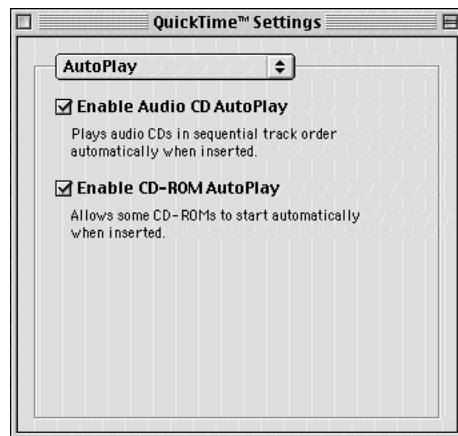 QuickTime™ Settings
AutoPlay
Enable Audio CD AutoPlay
Plays audio CDs in sequential track order
automatically when inserted.
Enable CD-ROM AutoPlay
Allows some CD-ROMs to start automatically
when inserted.